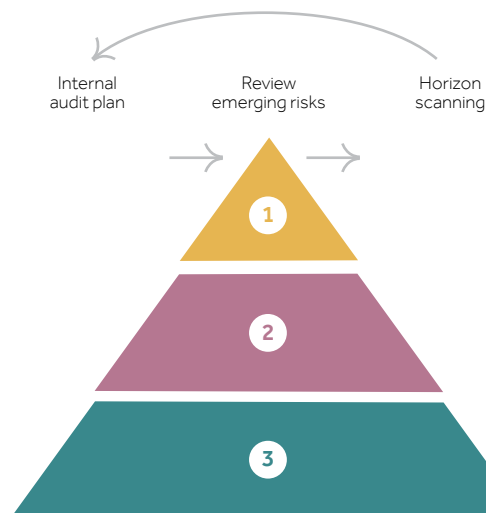 Internal
audit plan
Review
emerging risks
Horizon
scanning
1
2
3